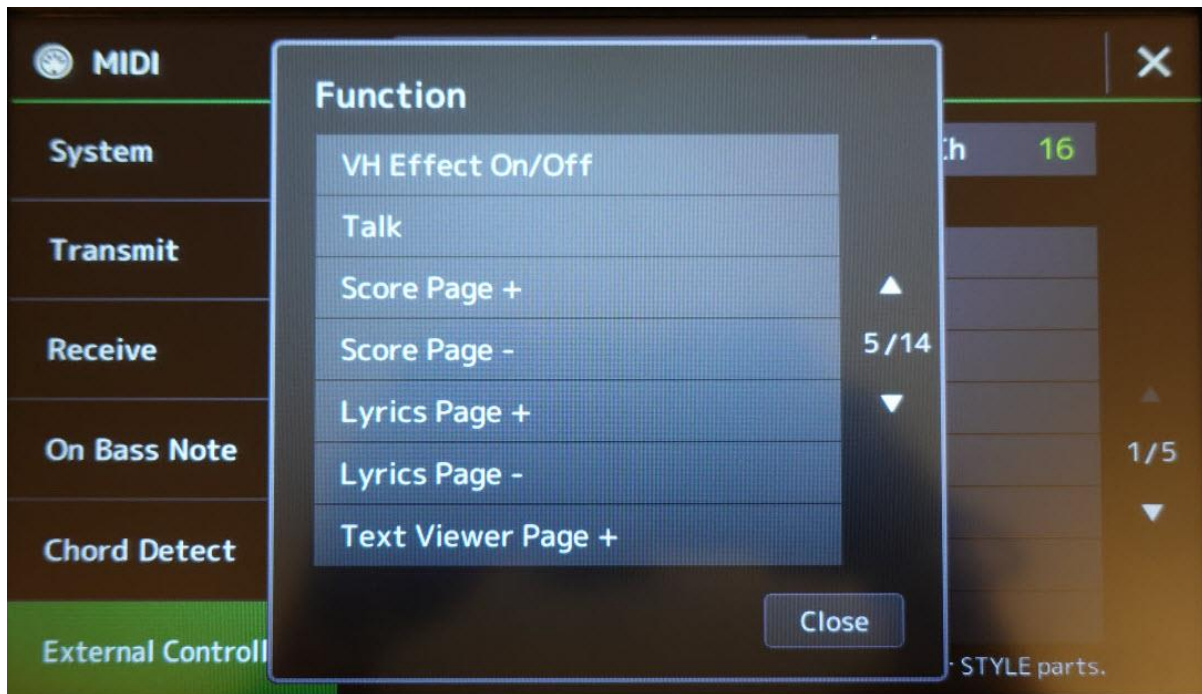 MIDI
Function
System
Transmit
Receive
On Bass Note
Chord Detect
External Controll
VH Effect On/Off
Talk
Score Page +
Score Page -
Lyrics Page +
Lyrics Page -
Text Viewer Page +
5/14
Close
16
1/5
STYLE parts.